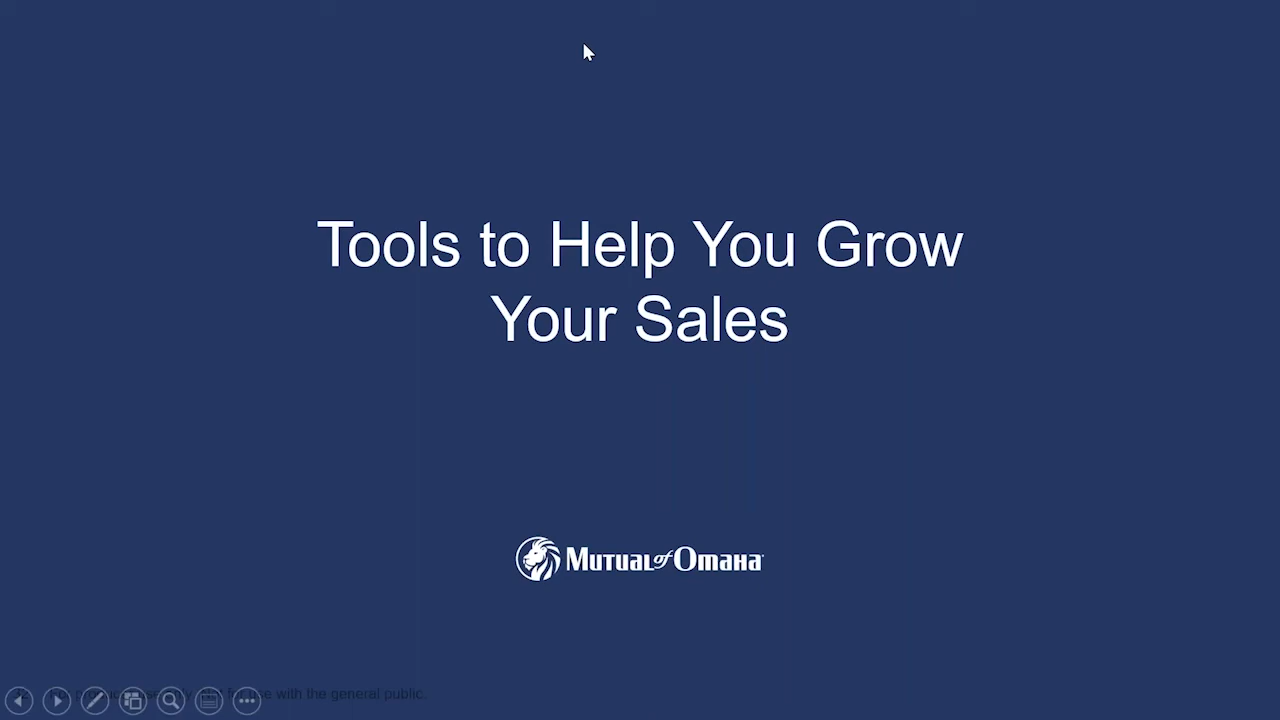 Tools to Help You Grow
Your Sales
Mutual of Omaha
for use with the general public.